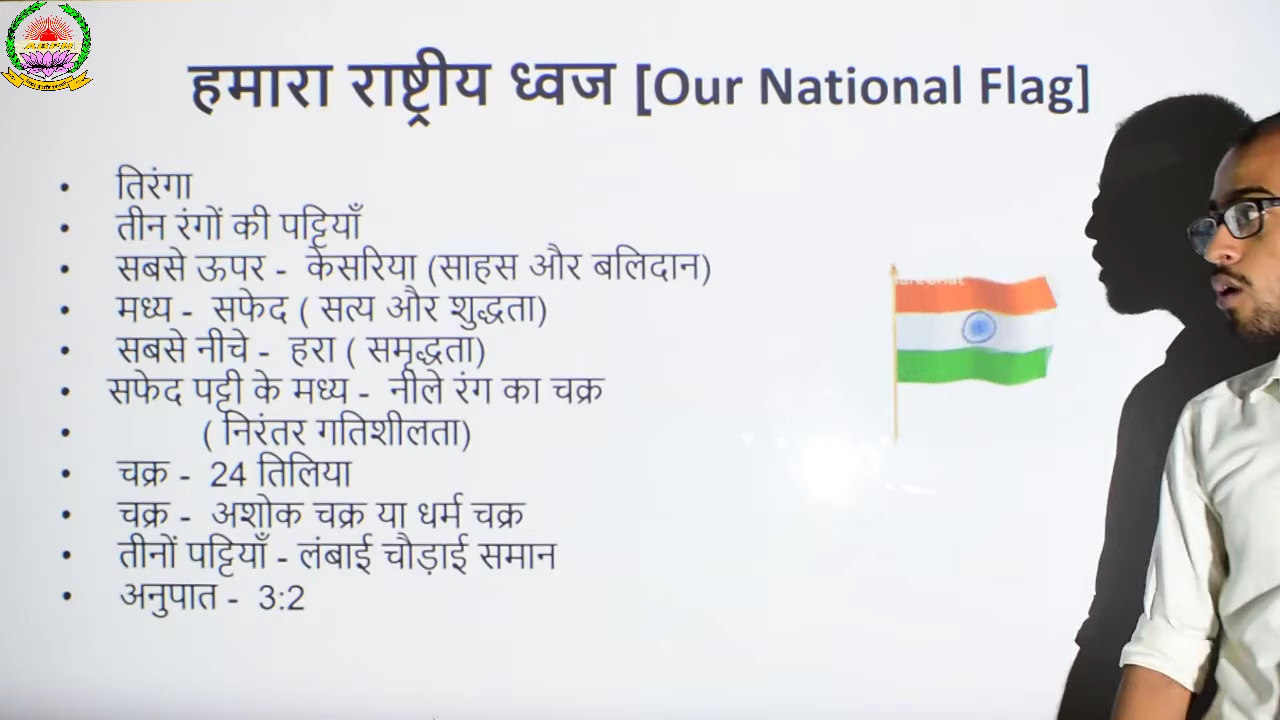 हमारा राष्ट्रीय ध्वज [Our National Flag]
• तिरंगा
• तीन रंगों की पट्टियाँ
• सबसे ऊपर - केसरिया (साहस और बलिदान)
• मध्य - सफेद ( सत्य और शुद्धता)
• सबसे नीचे - हरा ( समृद्धता)
• सफेद पट्टी के मध्य - नीले रंग का चक्र
• ( निरंतर गतिशीलता)
• चक्र - 24 तिलिया
• चक्र - अशोक चक्र या धर्म चक्र
• तीनों पट्टियाँ - लंबाई चौड़ाई समान
• अनुपात - 3:2